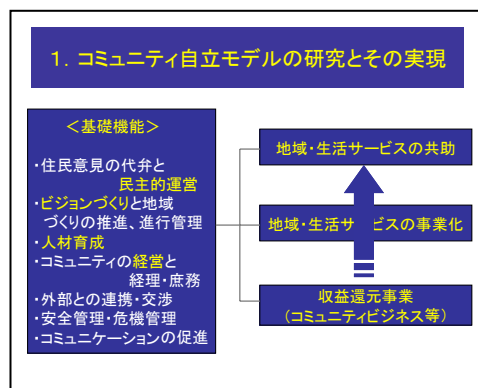 1．コミュニティ自立モデルの研究とその実現
＜基礎機能＞
・住民意見の代弁と
民主的運営
・ビジョンづくりと地域
づくりの推進、進行管理
・人材育成
・コミュニティの経営と
経理・庶務
・外部との連携・交渉
・安全管理・危機管理
・コミュニケーションの促進
地域・生活サービスの共助
地域・生活サービスの事業化
収益還元事業
（コミュニティビジネス等）